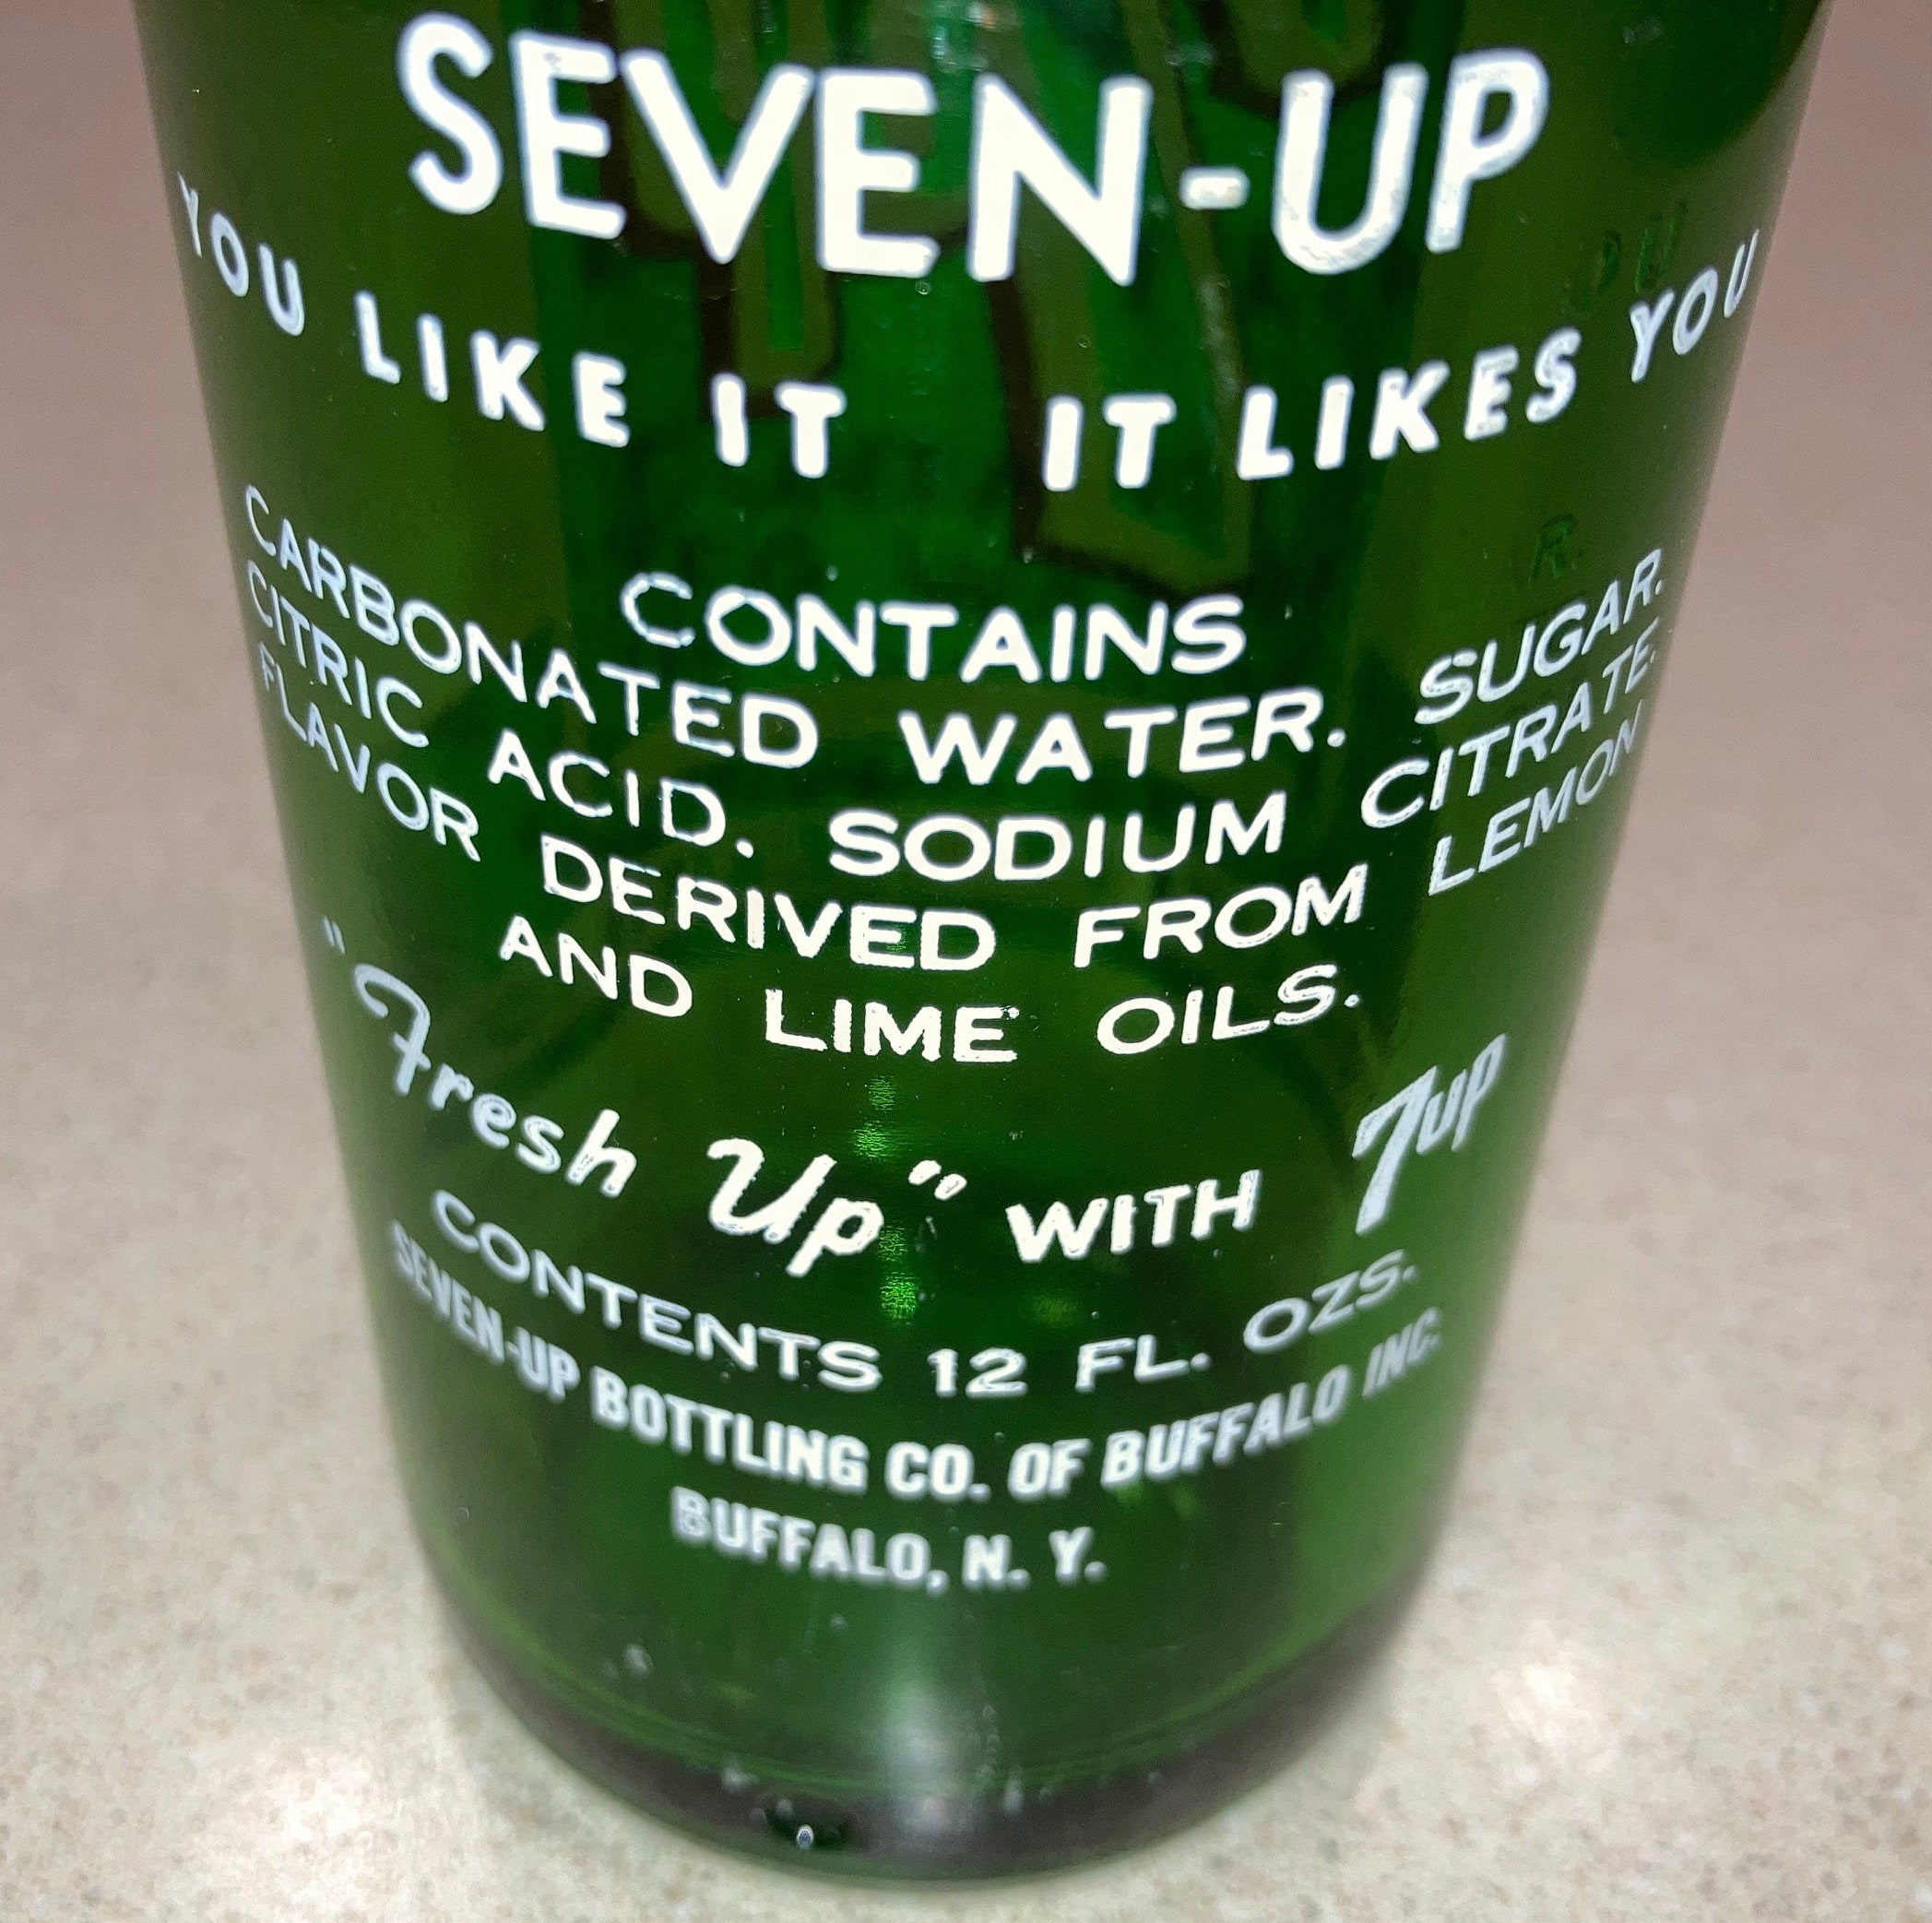 SEVEN-UP
YOU LIKE IT IT LIKES YOU
CONTAINS
CARBONATED WATER. SUGAR.
CITRIC ACID. SODIUM CITRATE.
FLAVOR DERIVED FROM LEMON
AND LIME OILS.
"Fresh Up" WITH 7UP
CONTENTS 12 FL. OZS.
SEVEN-UP BOTTLING CO. OF BUFFALO INC.
BUFFALO, N. Y.